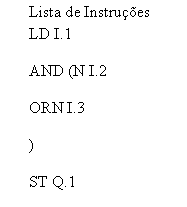 Lista de Instruções
LD I.1
AND (N I.2
ORN I.3
)
ST Q.1